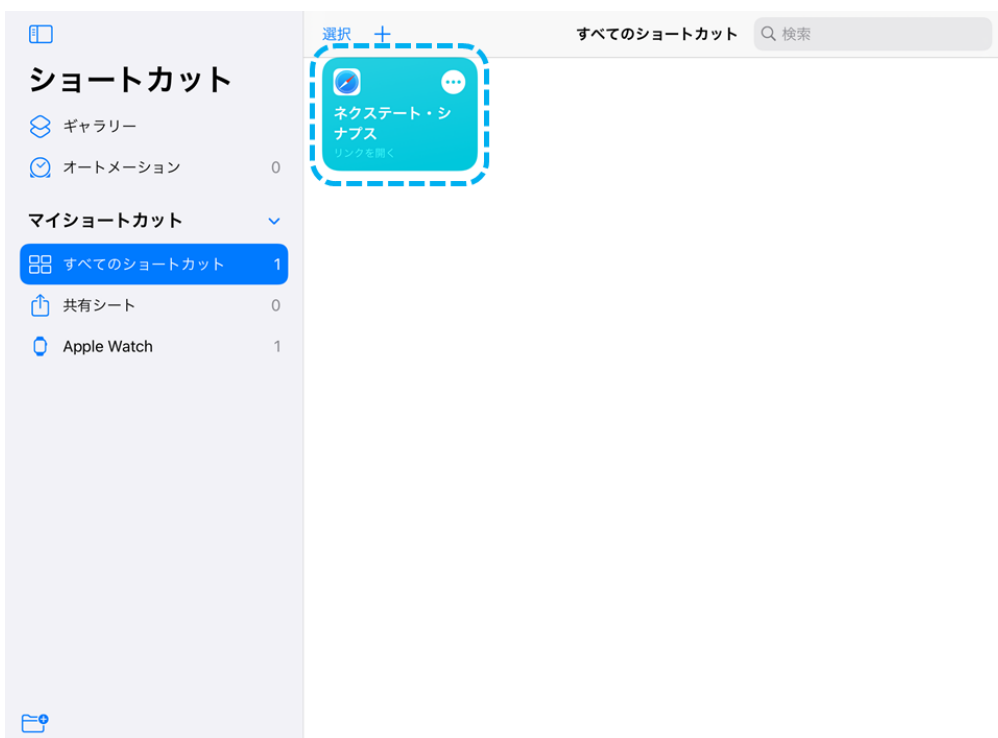 選択
すべてのショートカット
検索
ショートカット
ギャラリー
オートメーション 0
マイショートカット
すべてのショートカット 1
共有シート 0
Apple Watch 1
ネクステート・シ
ナプス
リンクを開く